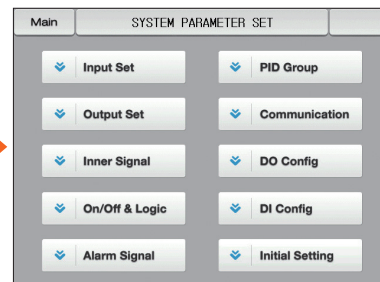 Main
SYSTEM PARAMETER SET
Input Set
PID Group
Output Set
Communication
Inner Signal
DO Config
On/Off & Logic
DI Config
Alarm Signal
Initial Setting